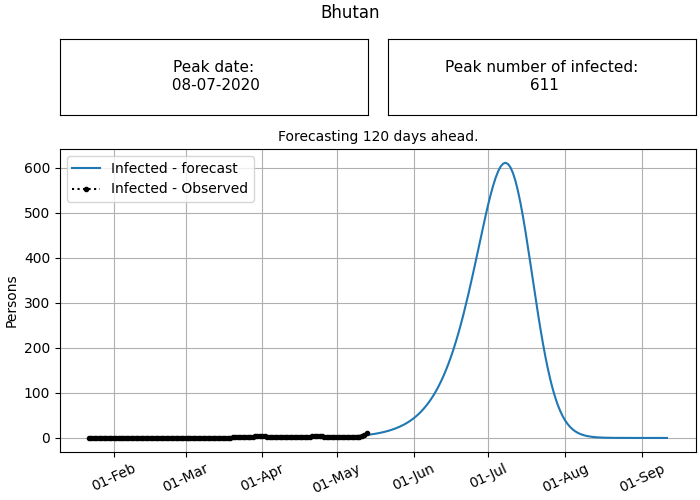 Bhutan
Peak date:
08-07-2020
Peak number of infected:
611
Forecasting 120 days ahead.
Infected - forecast
Infected - Observed
Persons
600
500
400
300
200
100
0
01-Feb
01-Mar
01-Apr
01-May
01-Jun
01-Jul
01-Aug
01-Sep